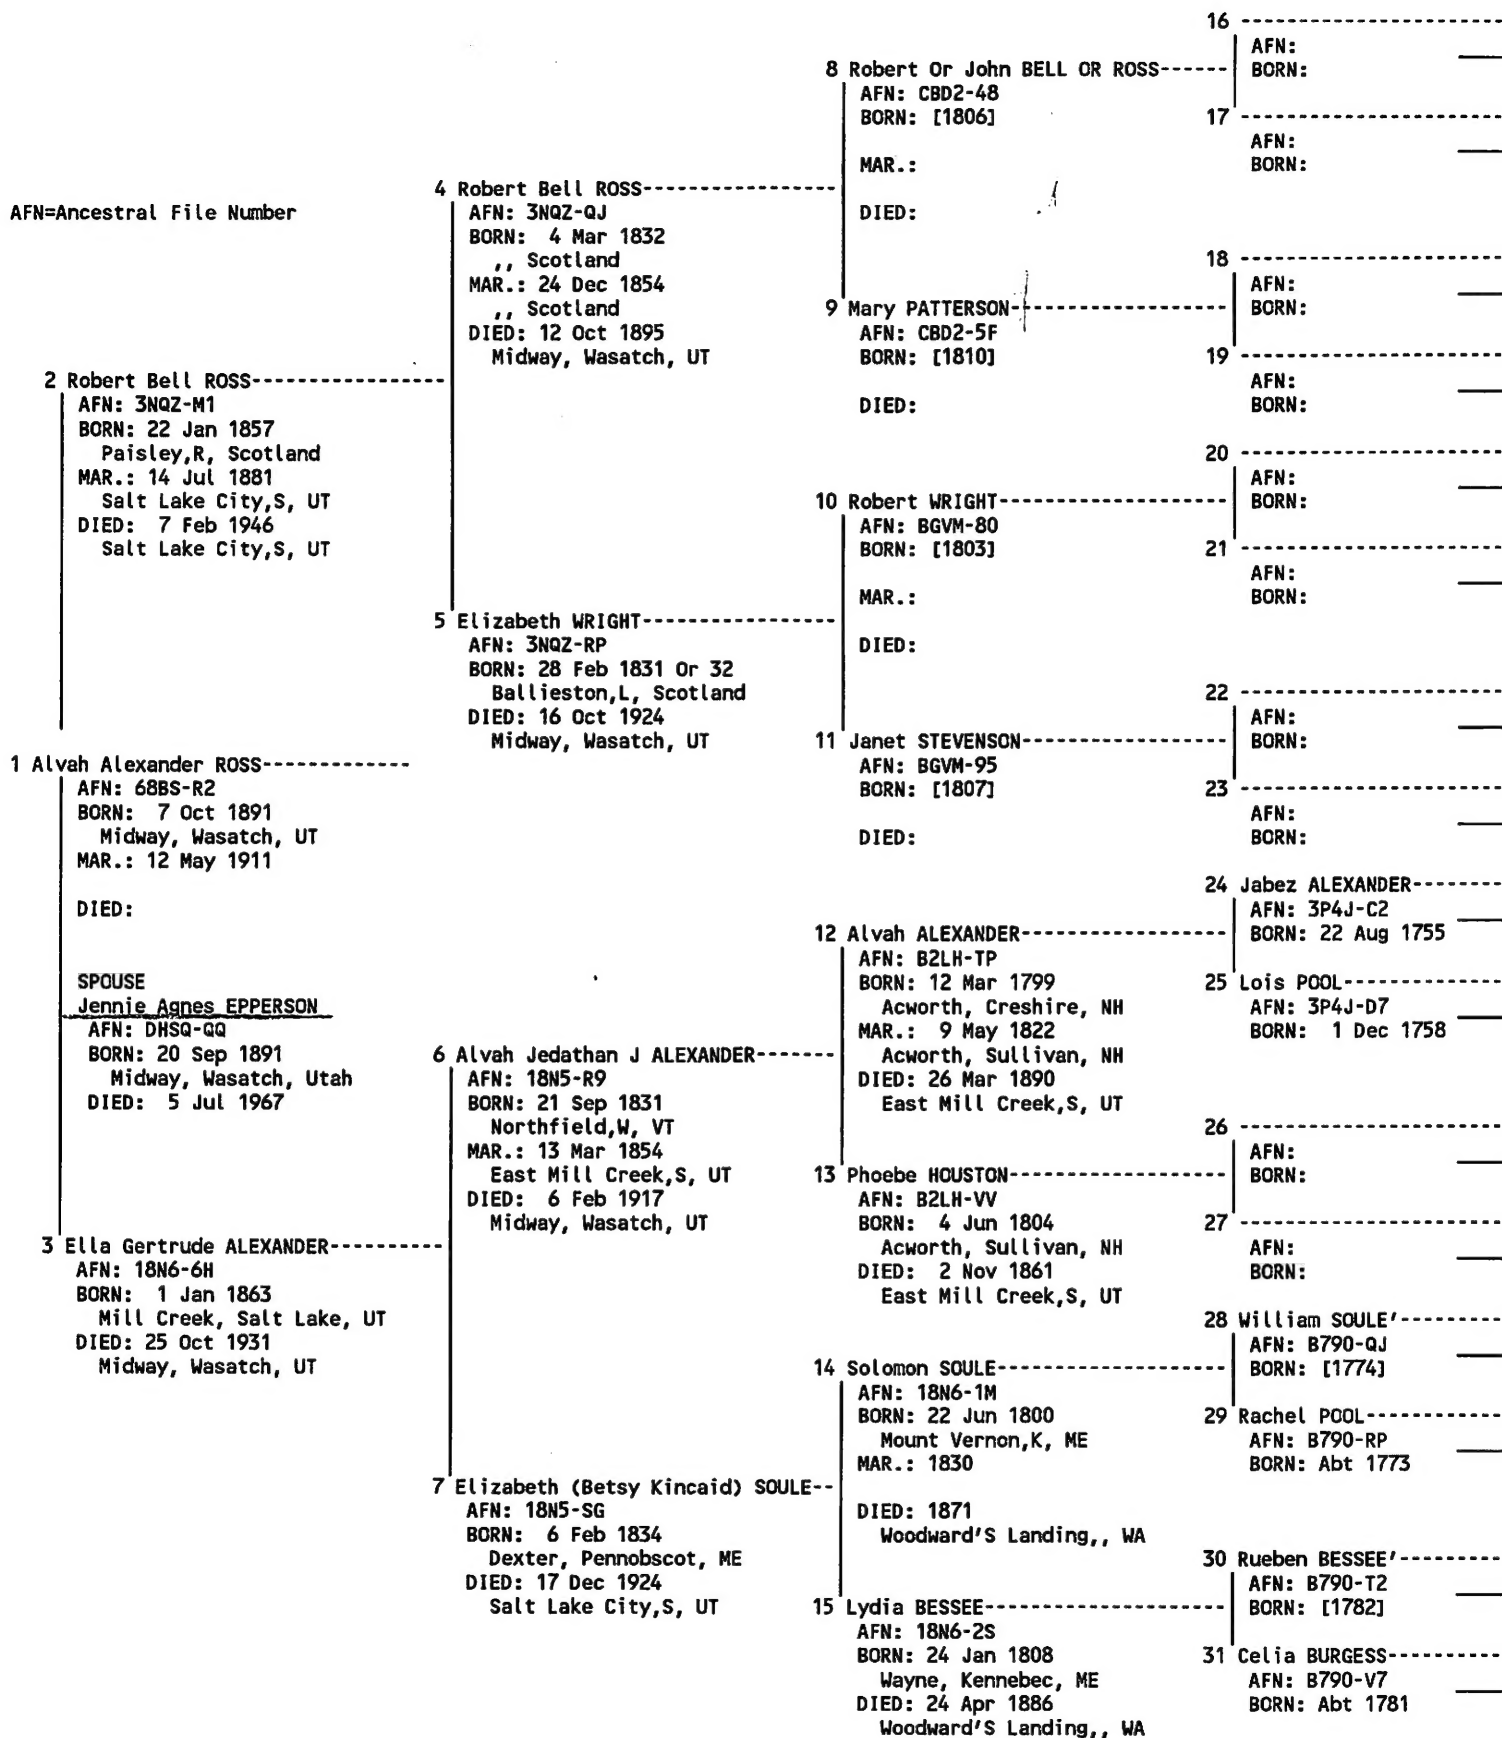 AFN=Ancestral File Number
1 Alvah Alexander ROSS
AFN: 68BS-R2
BORN: 7 Oct 1891
Midway, Wasatch, UT
MAR.: 12 May 1911
DIED:
SPOUSE
Jennie Agnes EPPERSON
AFN: DHSQ-QQ
BORN: 20 Sep 1891
Midway, Wasatch, Utah
DIED: 5 Jul 1967
2 Robert Bell ROSS
AFN: 3NQZ-M1
BORN: 22 Jan 1857
Paisley,R, Scotland
MAR.: 14 Jul 1881
Salt Lake City,S, UT
DIED: 7 Feb 1946
Salt Lake City,S, UT
3 Ella Gertrude ALEXANDER
AFN: 18N6-6H
BORN: 1 Jan 1863
Mill Creek, Salt Lake, UT
DIED: 25 Oct 1931
Midway, Wasatch, UT
4 Robert Bell ROSS
AFN: 3NQZ-QJ
BORN: 4 Mar 1832
,, Scotland
MAR.: 24 Dec 1854
,, Scotland
DIED: 12 Oct 1895
Midway, Wasatch, UT
5 Elizabeth WRIGHT
AFN: 3NQZ-RP
BORN: 28 Feb 1831 Or 32
Ballieston,L, Scotland
DIED: 16 Oct 1924
Midway, Wasatch, UT
6 Alvah Jedathan J ALEXANDER
AFN: 18N5-R9
BORN: 21 Sep 1831
Northfield,W, VT
MAR.: 13 Mar 1854
East Mill Creek,S, UT
DIED: 6 Feb 1917
Midway, Wasatch, UT
7 Elizabeth (Betsy Kincaid) SOULE
AFN: 18N5-SG
BORN: 6 Feb 1834
Dexter, Pennobscot, ME
DIED: 17 Dec 1924
Salt Lake City,S, UT
8 Robert Or John BELL OR ROSS
AFN: CBD2-48
BORN: [1806]
MAR.:
DIED:
9 Mary PATTERSON
AFN: CBD2-5F
BORN: [1810]
DIED:
10 Robert WRIGHT
AFN: BGVM-80
BORN: [1803]
MAR.:
DIED:
11 Janet STEVENSON
AFN: BGVM-95
BORN: [1807]
DIED:
12 Alvah ALEXANDER
AFN: B2LH-TP
BORN: 12 Mar 1799
Acworth, Creshire, NH
MAR.: 9 May 1822
Acworth, Sullivan, NH
DIED: 26 Mar 1890
East Mill Creek,S, UT
13 Phoebe HOUSTON
AFN: B2LH-VV
BORN: 4 Jun 1804
Acworth, Sullivan, NH
DIED: 2 Nov 1861
East Mill Creek,S, UT
14 Solomon SOULE
AFN: 18N6-1M
BORN: 22 Jun 1800
Mount Vernon,K, ME
MAR.: 1830
DIED: 1871
Woodward'S Landing,, WA
15 Lydia BESSEE
AFN: 18N6-2S
BORN: 24 Jan 1808
Wayne, Kennebec, ME
DIED: 24 Apr 1886
Woodward'S Landing,, WA
16
AFN:
BORN:
17
AFN:
BORN:
18
AFN:
BORN:
19
AFN:
BORN:
20
AFN:
BORN:
21
AFN:
BORN:
22
AFN:
BORN:
23
AFN:
BORN:
24 Jabez ALEXANDER
AFN: 3P4J-C2
BORN: 22 Aug 1755
25 Lois POOL
AFN: 3P4J-D7
BORN: 1 Dec 1758
26
AFN:
BORN:
27
AFN:
BORN:
28 William SOULE'
AFN: B790-QJ
BORN: [1774]
29 Rachel POOL
AFN: B790-RP
BORN: Abt 1773
30 Rueben BESSEE'
AFN: B790-T2
BORN: [1782]
31 Celia BURGESS
AFN: B790-V7
BORN: Abt 1781